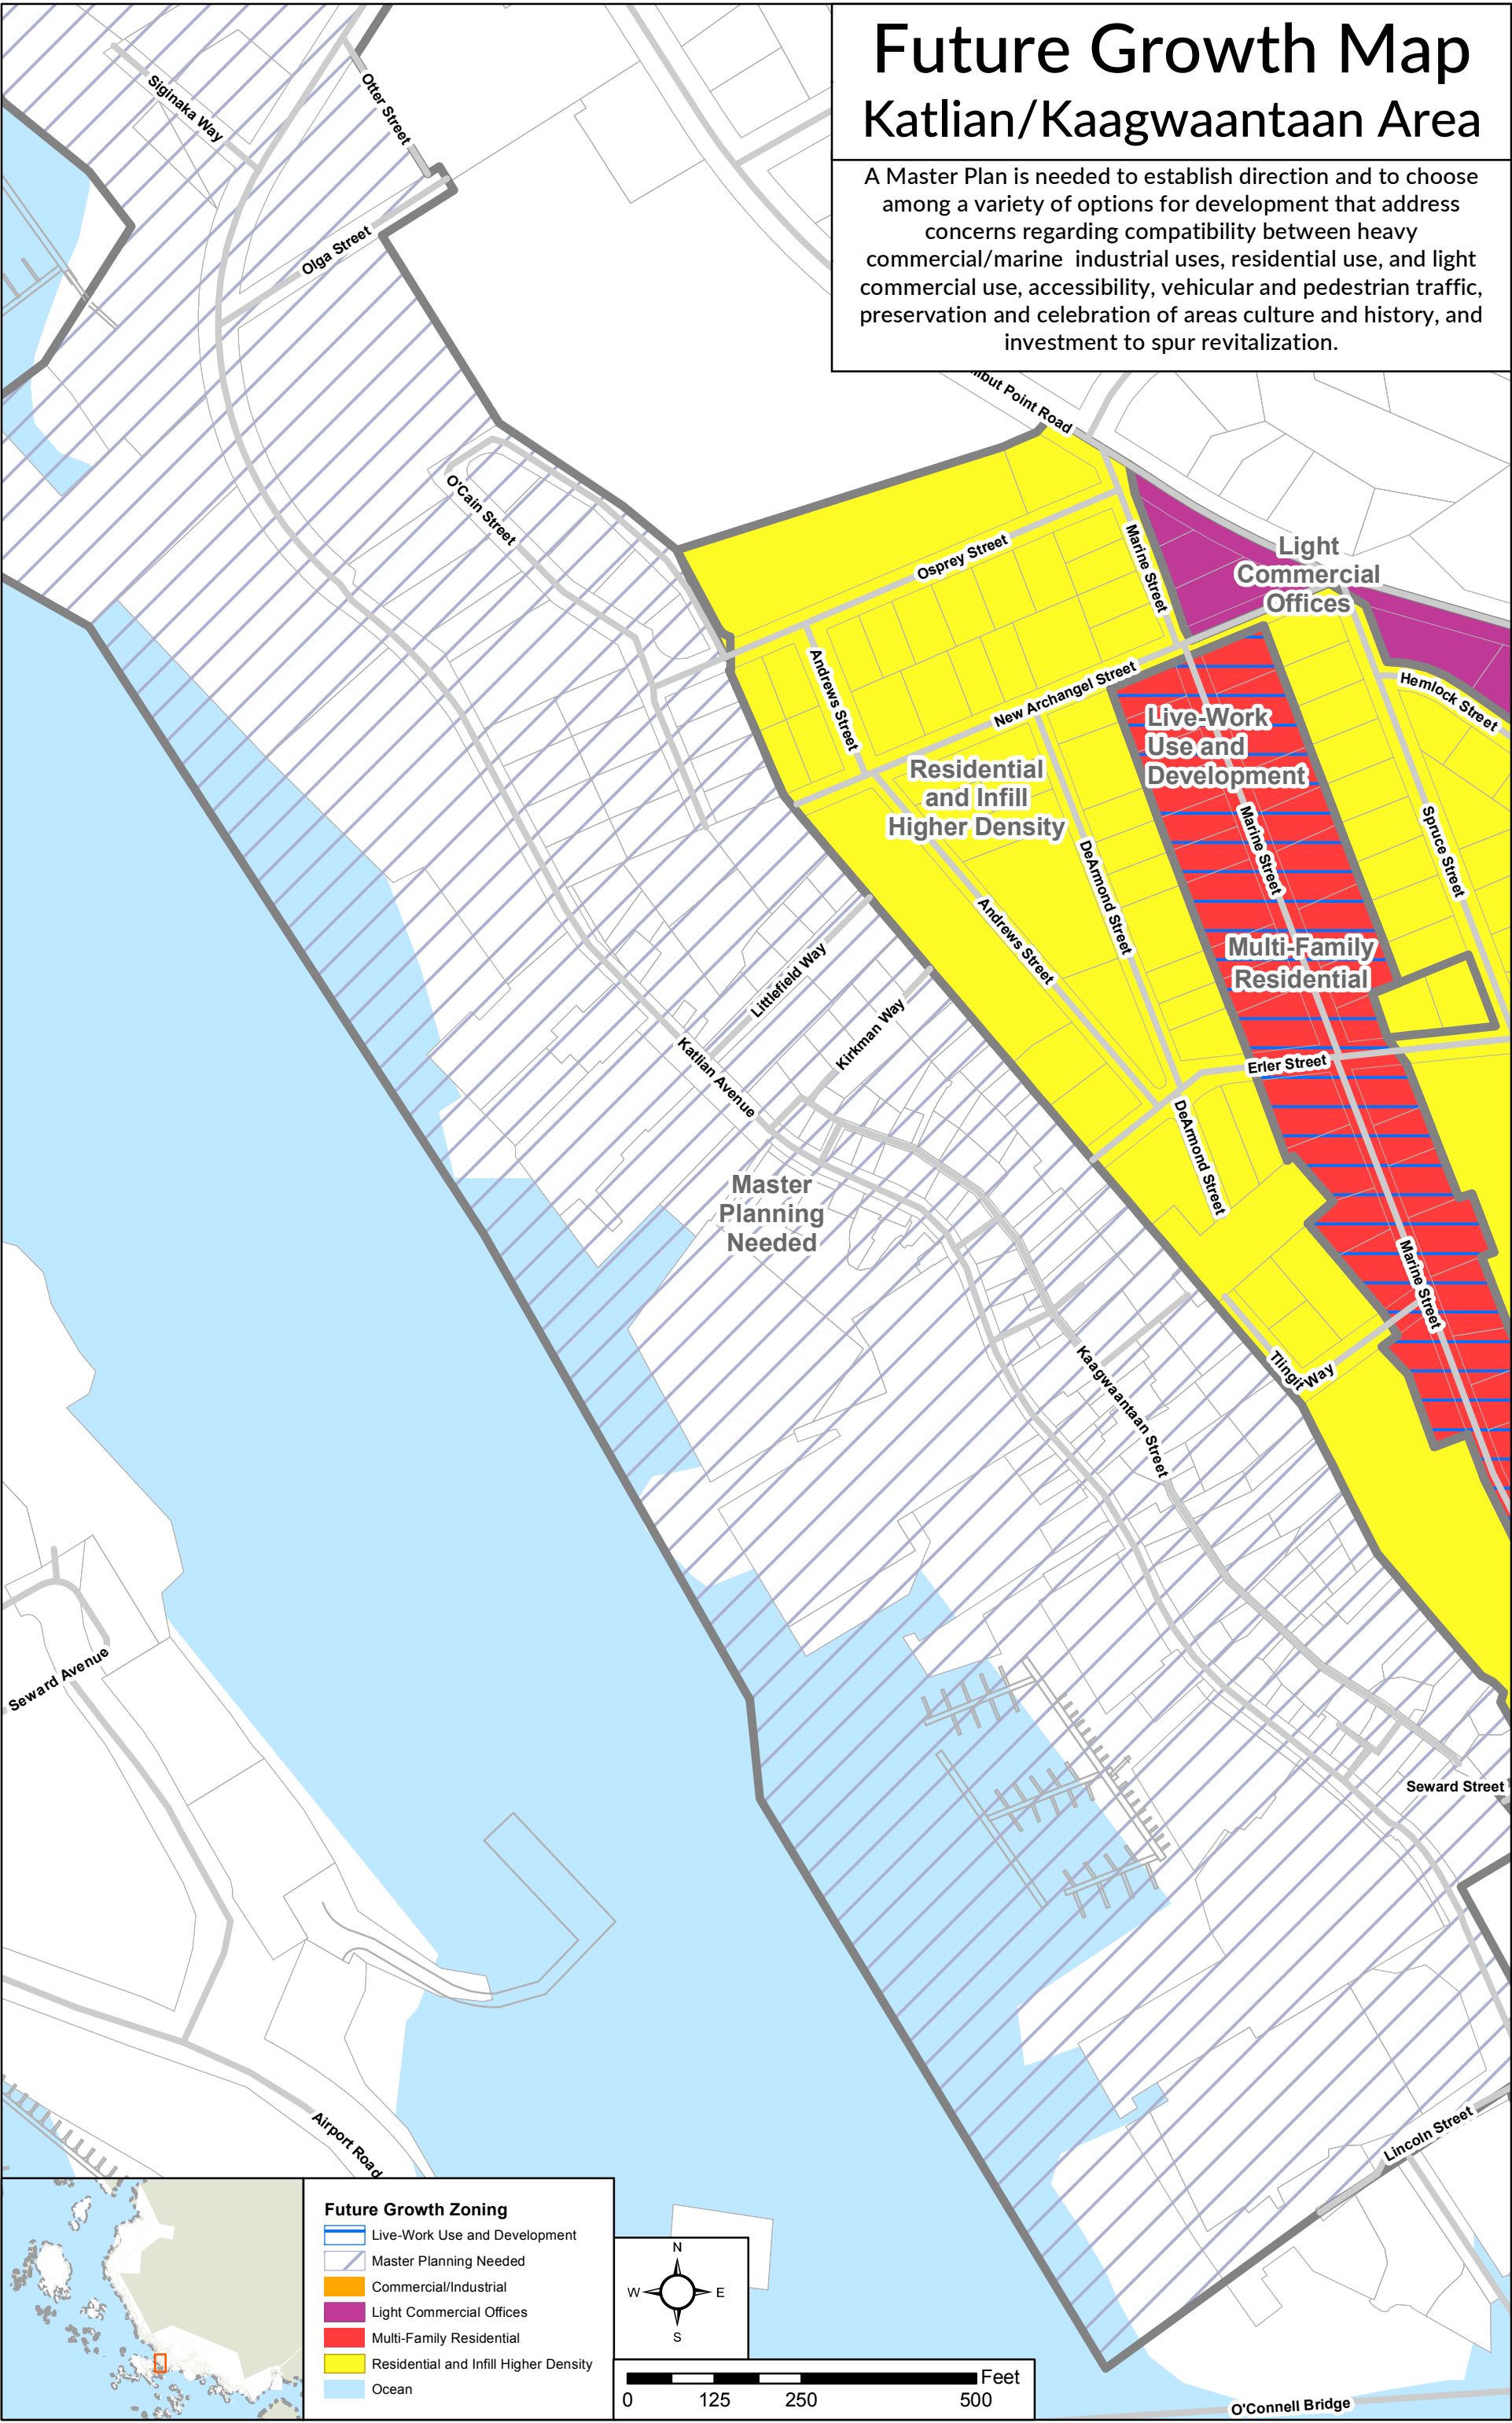 Future Growth Map
Katlian/Kaagwaantaan Area
A Master Plan is needed to establish direction and to choose
among a variety of options for development that address
concerns regarding compatibility between heavy
commercial/marine industrial uses, residential use, and light
commercial use, accessibility, vehicular and pedestrian traffic,
preservation and celebration of areas culture and history, and
investment to spur revitalization.
Siginaka Way
Otter Street
Olga Street
Point Road
O'Cain Street
Osprey Street
Marine Street
Light
Commercial
Offices
Andrews Street
New Archangel Street
Hemlock Street
Live-Work
Use and
Development
Residential
and Infill
Higher Density
Marine Street
Spruce Street
DeArmond Street
Andrews Street
Multi-Family
Residential
Littlefield Way
Kirkman Way
Katlian Avenue
Erler Street
DeArmond Street
Master
Planning
Needed
Marine Street
Tlingit Way
Kaagwaantaan Street
Seward Avenue
Seward Street
Airport Road
Lincoln Street
O'Connell Bridge
Future Growth Zoning
Live-Work Use and Development
Master Planning Needed
Commercial/Industrial
Light Commercial Offices
Multi-Family Residential
Residential and Infill Higher Density
Ocean
N
W E
S
Feet
0 125 250 500